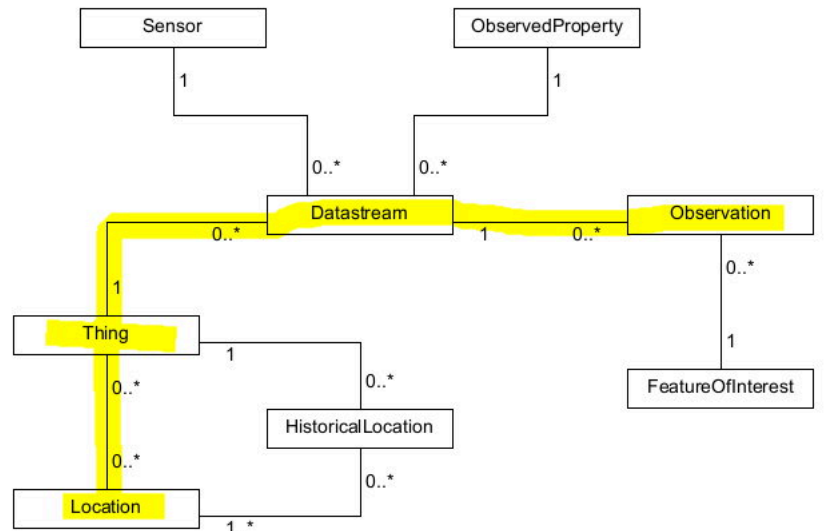 Sensor
ObservedProperty
1
1
0..*
0..*
Datastream
Observation
0..*
1
0..*
0..*
1
Thing
1
1
0..*
0..*
FeatureOfInterest
HistoricalLocation
0..*
0..*
Location
1..*